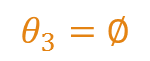 θ₃ = ∅